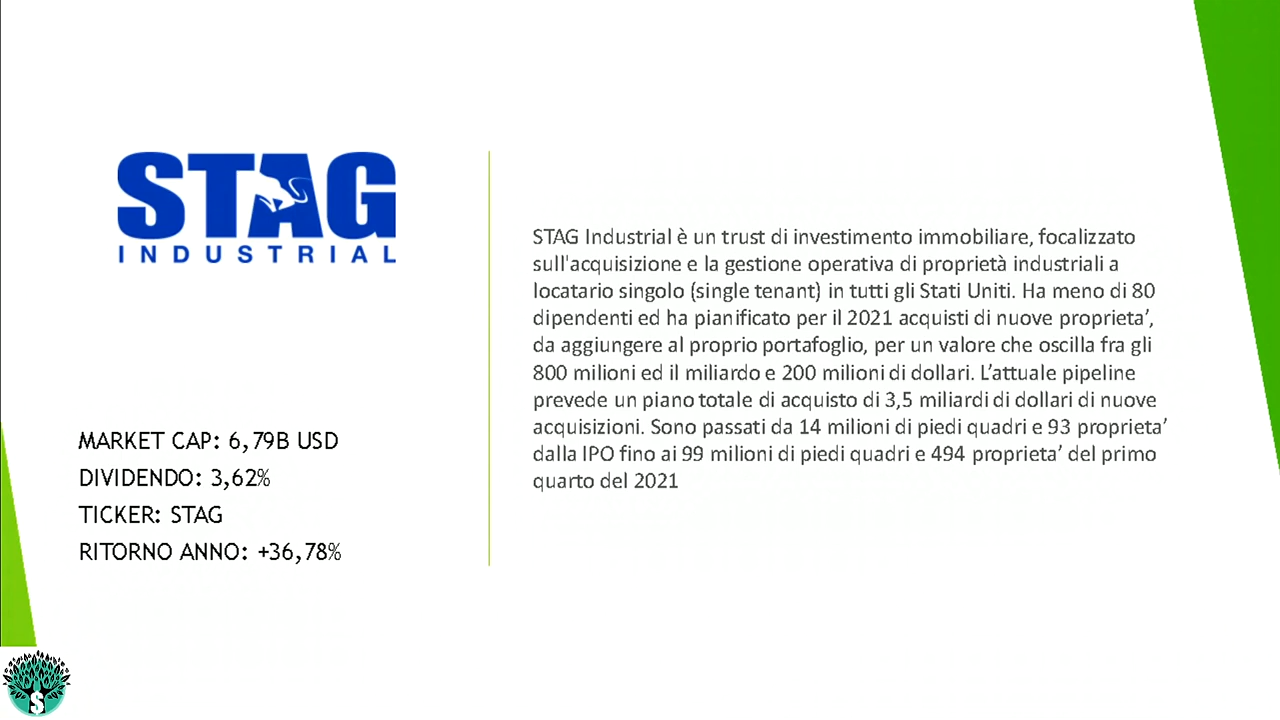 STAG
INDUSTRIAL
MARKET CAP: 6,79B USD
DIVIDENDO: 3,62%
TICKER: STAG
RITORNO ANNO: +36,78%
STAG Industrial è un trust di investimento immobiliare, focalizzato
sull'acquisizione e la gestione operativa di proprietà industriali a
locatario singolo (single tenant) in tutti gli Stati Uniti. Ha meno di 80
dipendenti ed ha pianificato per il 2021 acquisti di nuove proprieta’,
da aggiungere al proprio portafoglio, per un valore che oscilla fra gli
800 milioni ed il miliardo e 200 milioni di dollari. L’attuale pipeline
prevede un piano totale di acquisto di 3,5 miliardi di dollari di nuove
acquisizioni. Sono passati da 14 milioni di piedi quadri e 93 proprieta’
dalla IPO fino ai 99 milioni di piedi quadri e 494 proprieta’ del primo
quarto del 2021
$